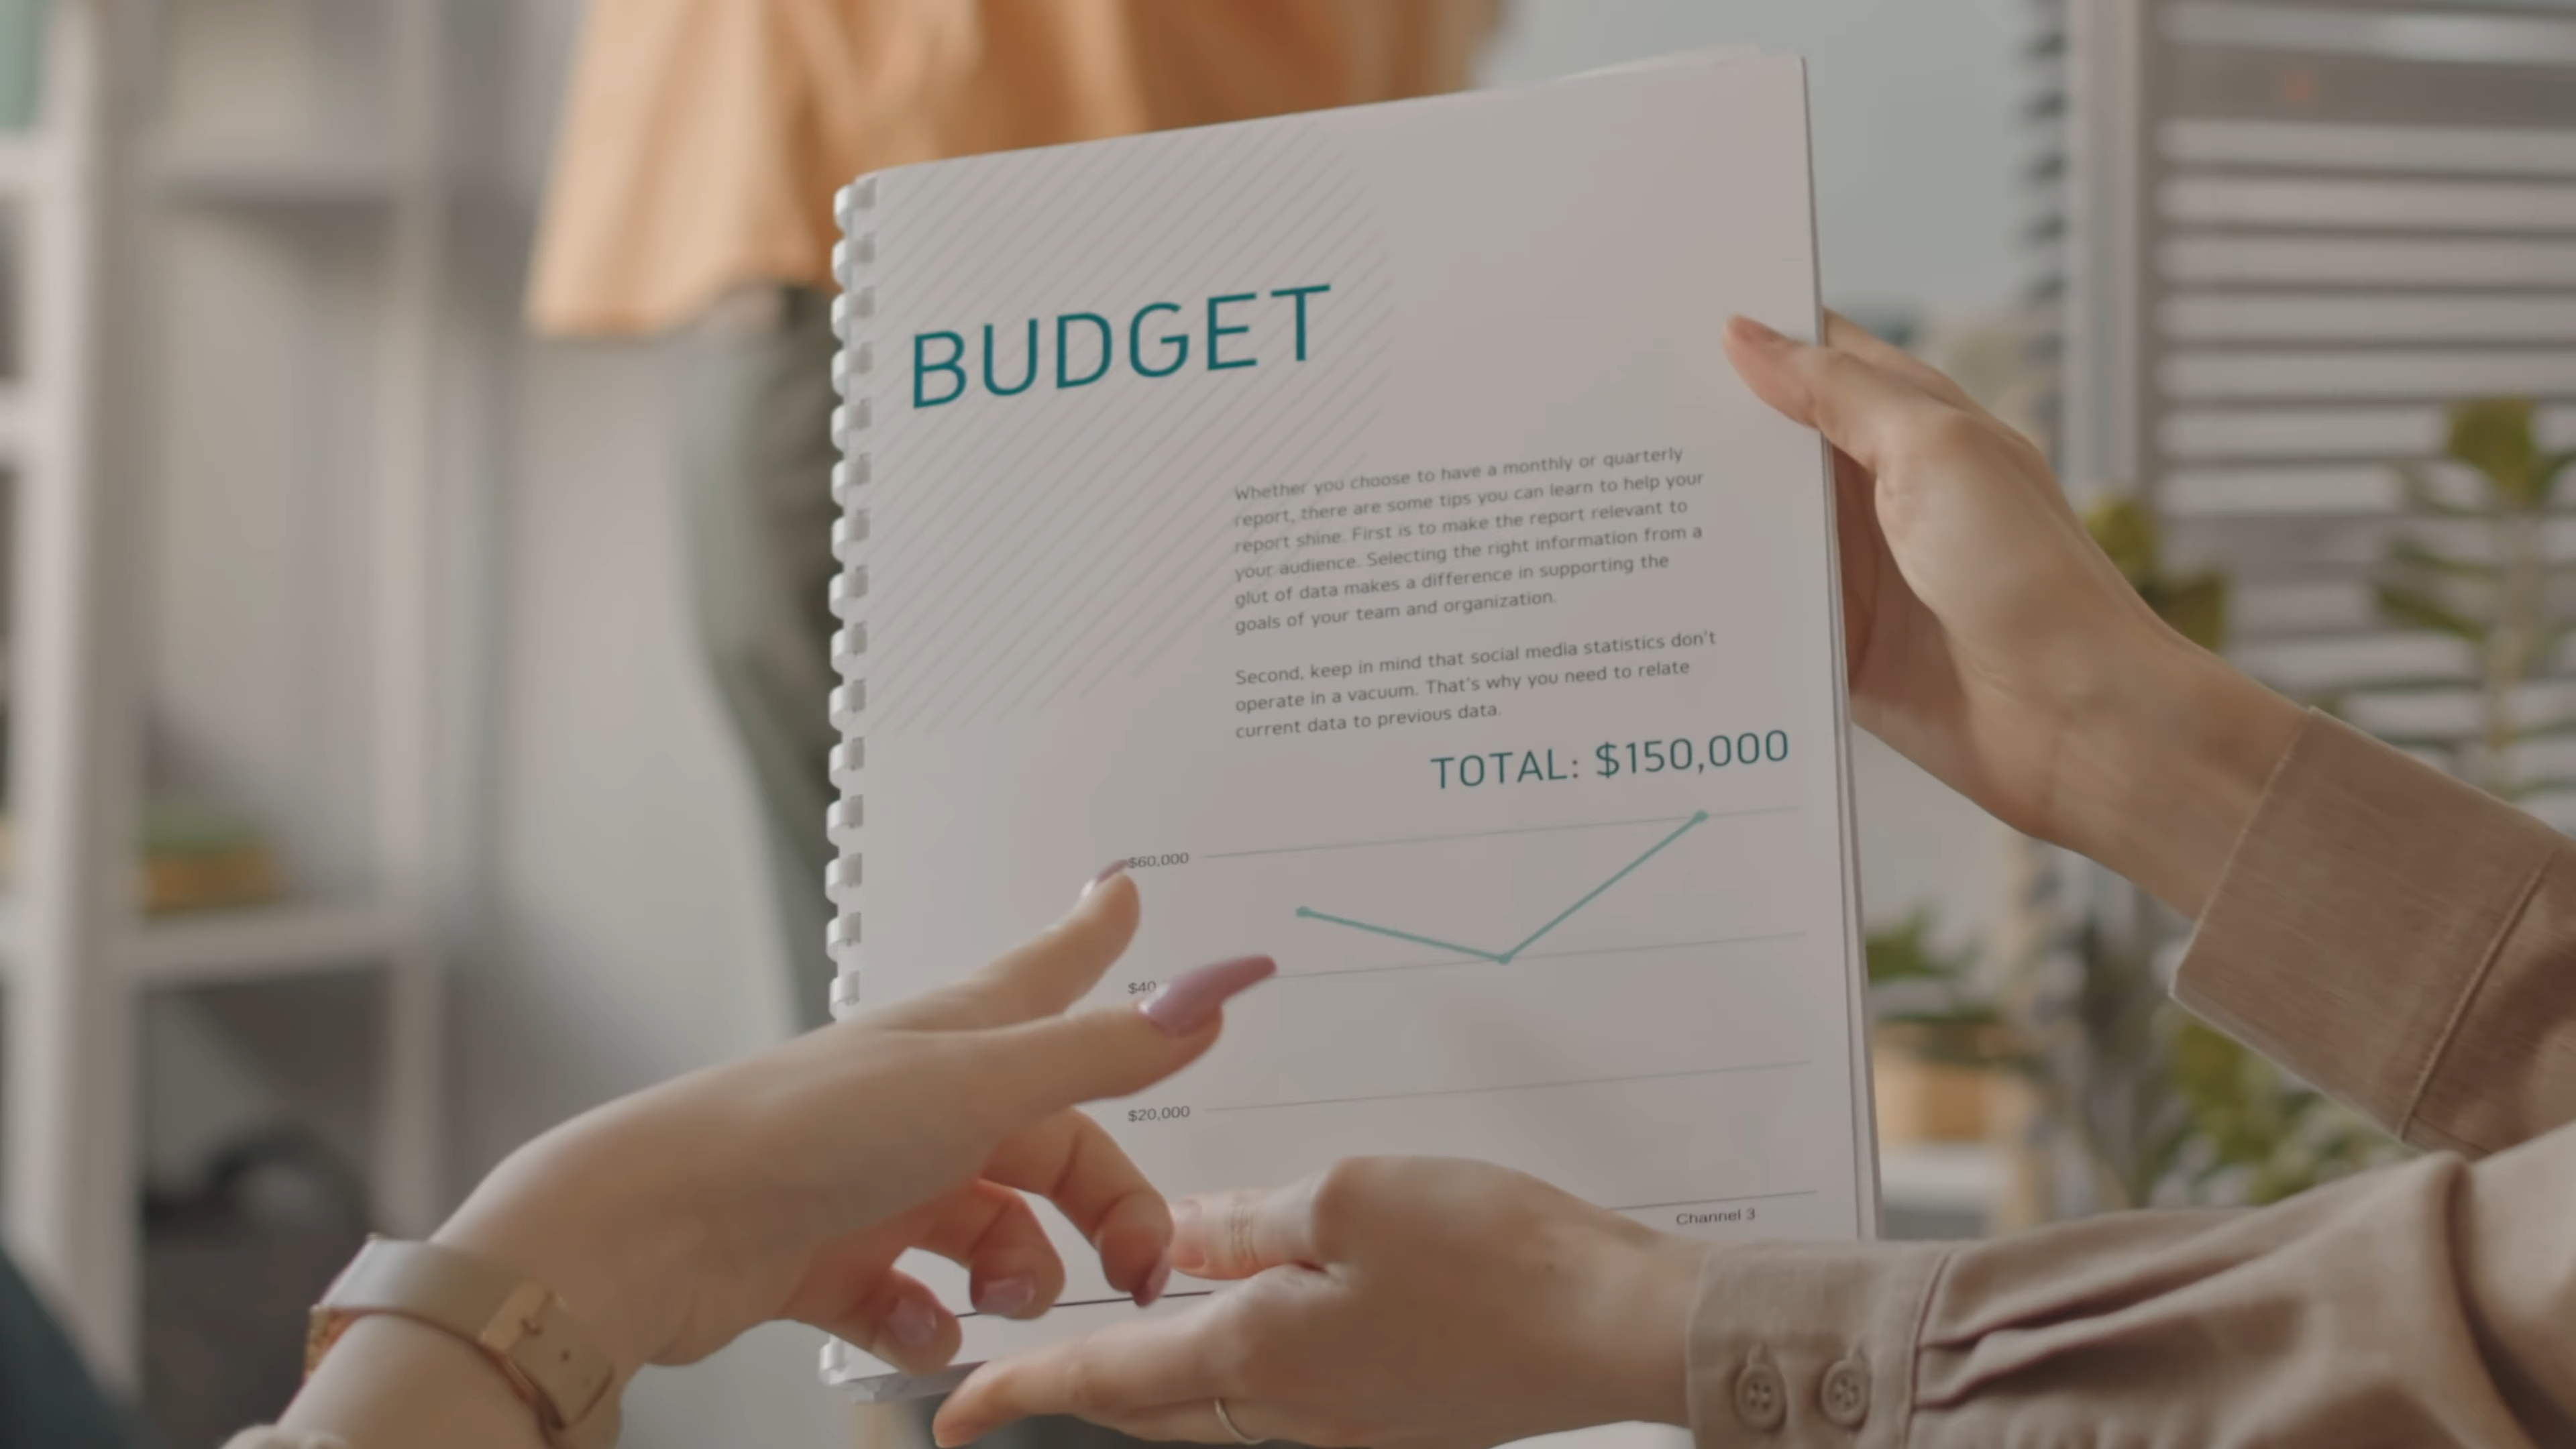 BUDGET
Whether you choose to have a monthly or quarterly
report, there are some tips you can learn to help your
report shine. First is to make the report relevant to
your audience. Selecting the right information from a
glut of data makes a difference in supporting the
goals of your team and organization.
Second, keep in mind that social media statistics don't
operate in a vacuum. That's why you need to relate
current data to previous data.
TOTAL: $150,000
$60,000
$40
$20,000
Channel 3